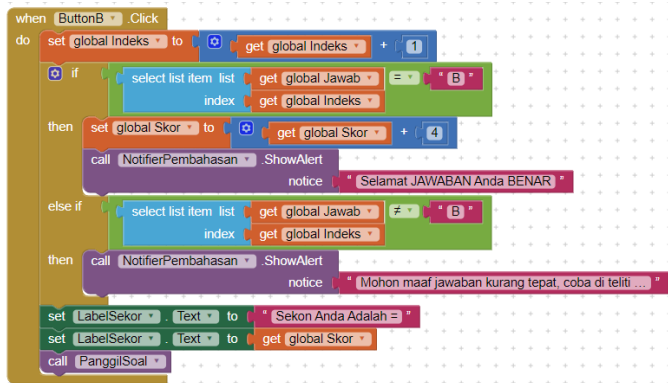 when ButtonB .Click
do set global Indeks to get global Indeks + 1
if select list item list get global Jawab = " B "
index get global Indeks
then set global Skor to get global Skor + 4
call NotifierPembahasan .ShowAlert
notice " Selamat JAWABAN Anda BENAR "
else if select list item list get global Jawab ≠ " B "
index get global Indeks
then call NotifierPembahasan .ShowAlert
notice " Mohon maaf jawaban kurang tepat, coba di teliti ... "
set LabelSekor . Text to " Sekon Anda Adalah = "
set LabelSekor . Text to get global Skor
call PanggilSoal